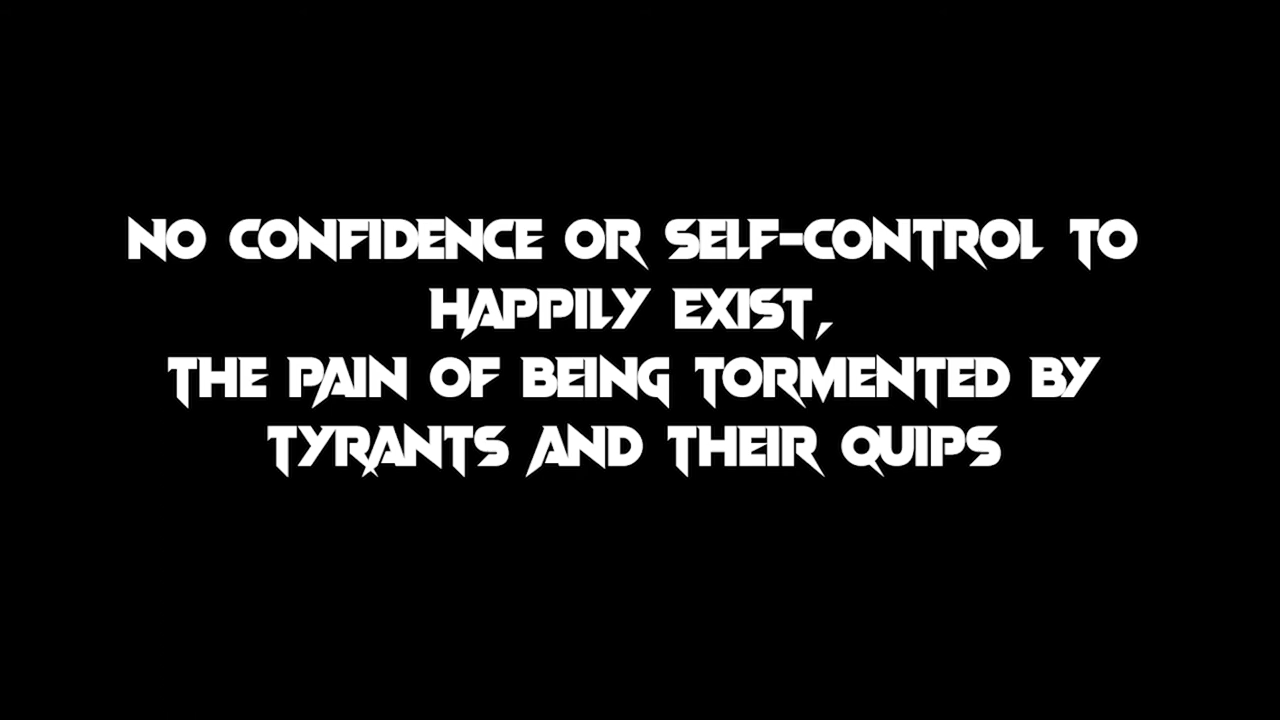 NO CONFIDENCE OR SELF-CONTROL TO
HAPPILY EXIST,
THE PAIN OF BEING TORMENTED BY
TYRANTS AND THEIR QUIPS